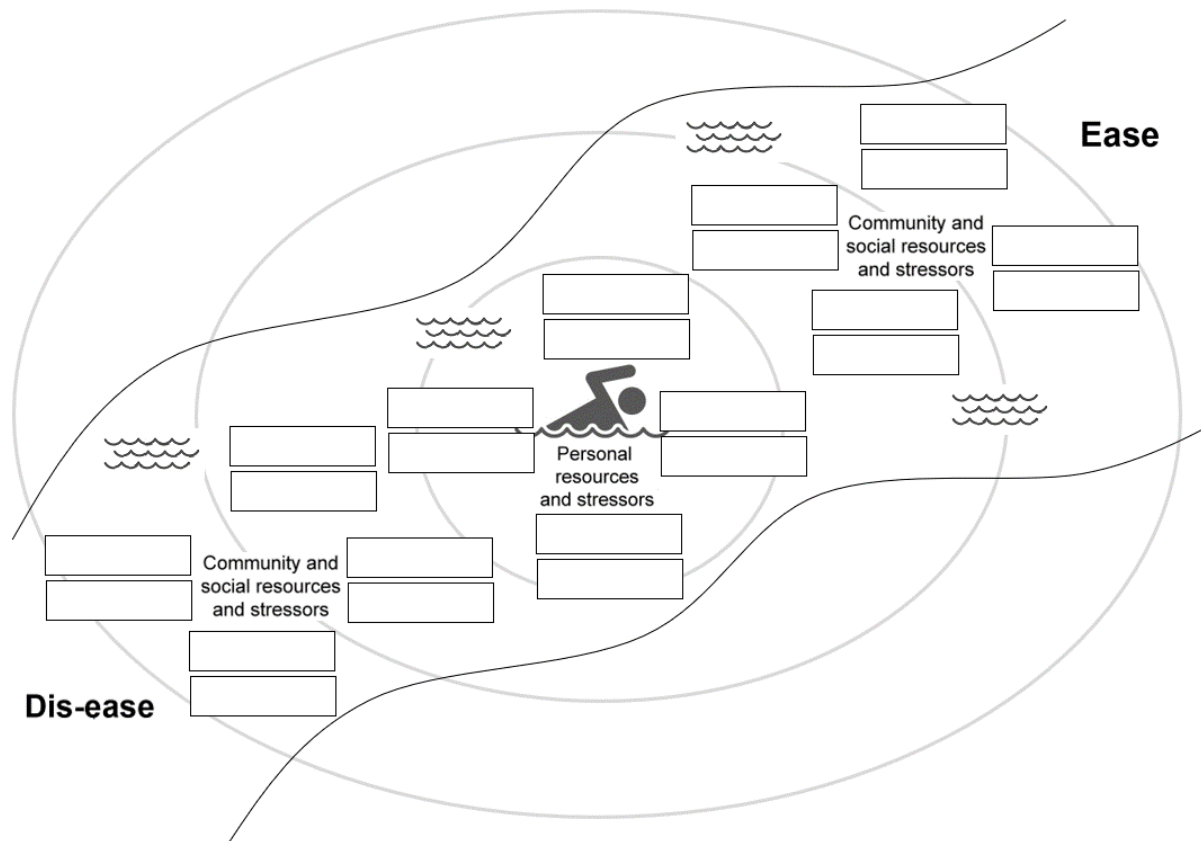 Ease
Community and
social resources
and stressors
Personal
resources
and stressors
Community and
social resources
and stressors
Dis-ease